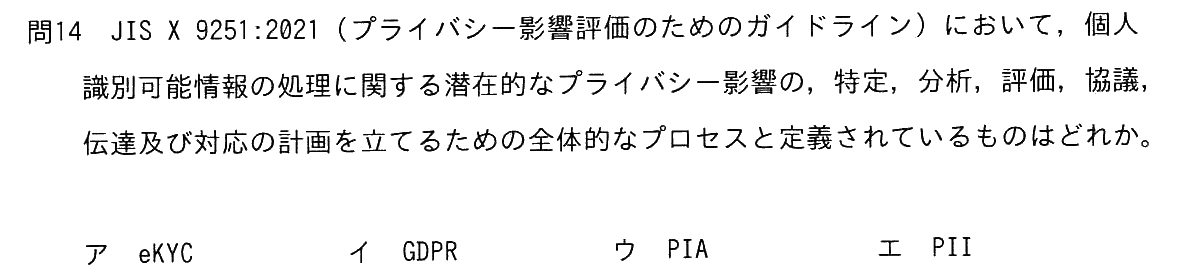 問14 JIS X 9251:2021（プライバシー影響評価のためのガイドライン）において，個人
識別可能情報の処理に関する潜在的なプライバシー影響の，特定，分析，評価，協議，
伝達及び対応の計画を立てるための全体的なプロセスと定義されているものはどれか。
ア eKYC イ GDPR ウ PIA エ PII